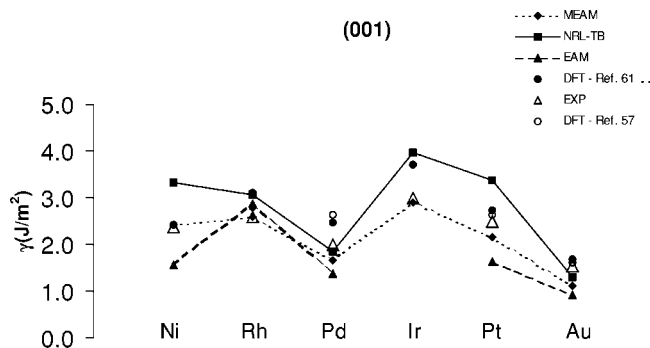 (001)
MEAM
NRL-TB
EAM
DFT - Ref. 61
EXP
DFT - Ref. 57
γ(J/m²)
5.0
4.0
3.0
2.0
1.0
0.0
Ni Rh Pd Ir Pt Au